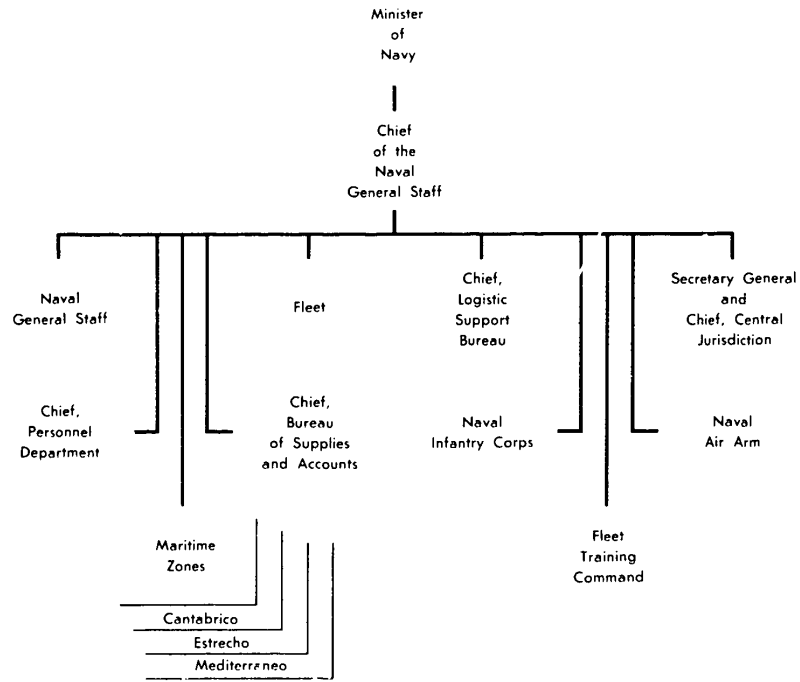 Minister
of
Navy
Chief
of the
Naval
General Staff
Naval
General Staff
Fleet
Chief,
Logistic
Support
Bureau
Secretary General
and
Chief, Central
Jurisdiction
Chief,
Personnel
Department
Chief,
Bureau
of Supplies
and Accounts
Naval
Infantry Corps
Naval
Air Arm
Maritime
Zones
Fleet
Training
Command
Cantabrico
Estrecho
Mediterraneo